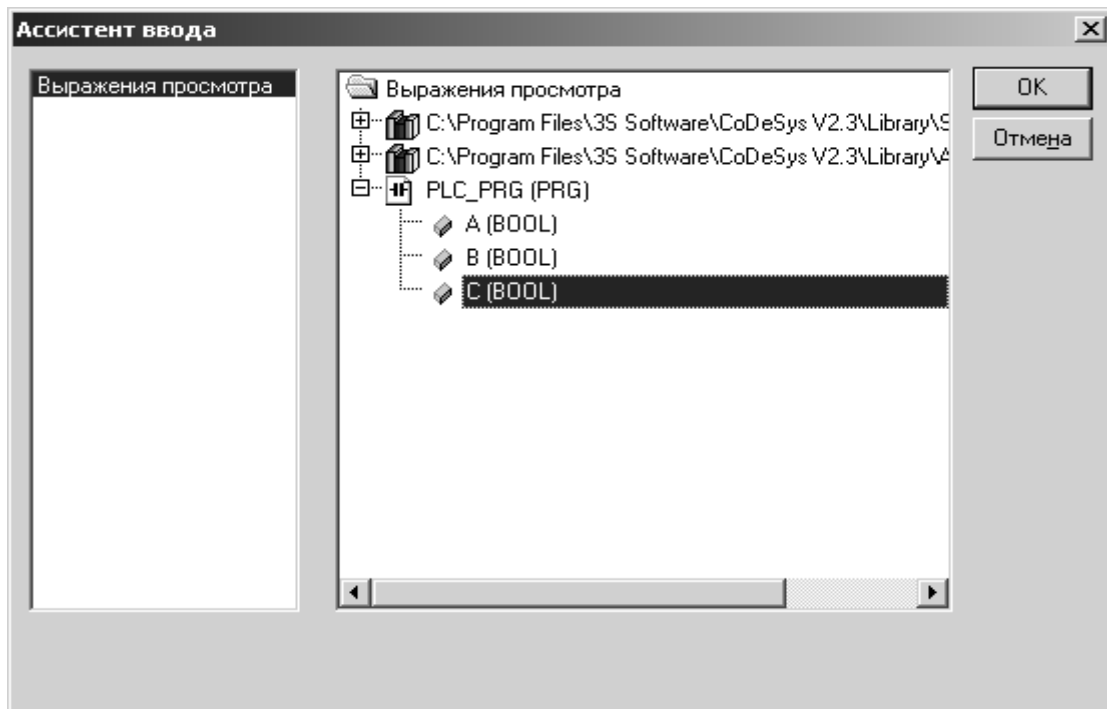 Ассистент ввода
Выражения просмотра
Выражения просмотра
C:\Program Files\3S Software\CoDeSys V2.3\Library\S
C:\Program Files\3S Software\CoDeSys V2.3\Library\A
PLC_PRG (PRG)
A (BOOL)
B (BOOL)
C (BOOL)
OK
Отмена